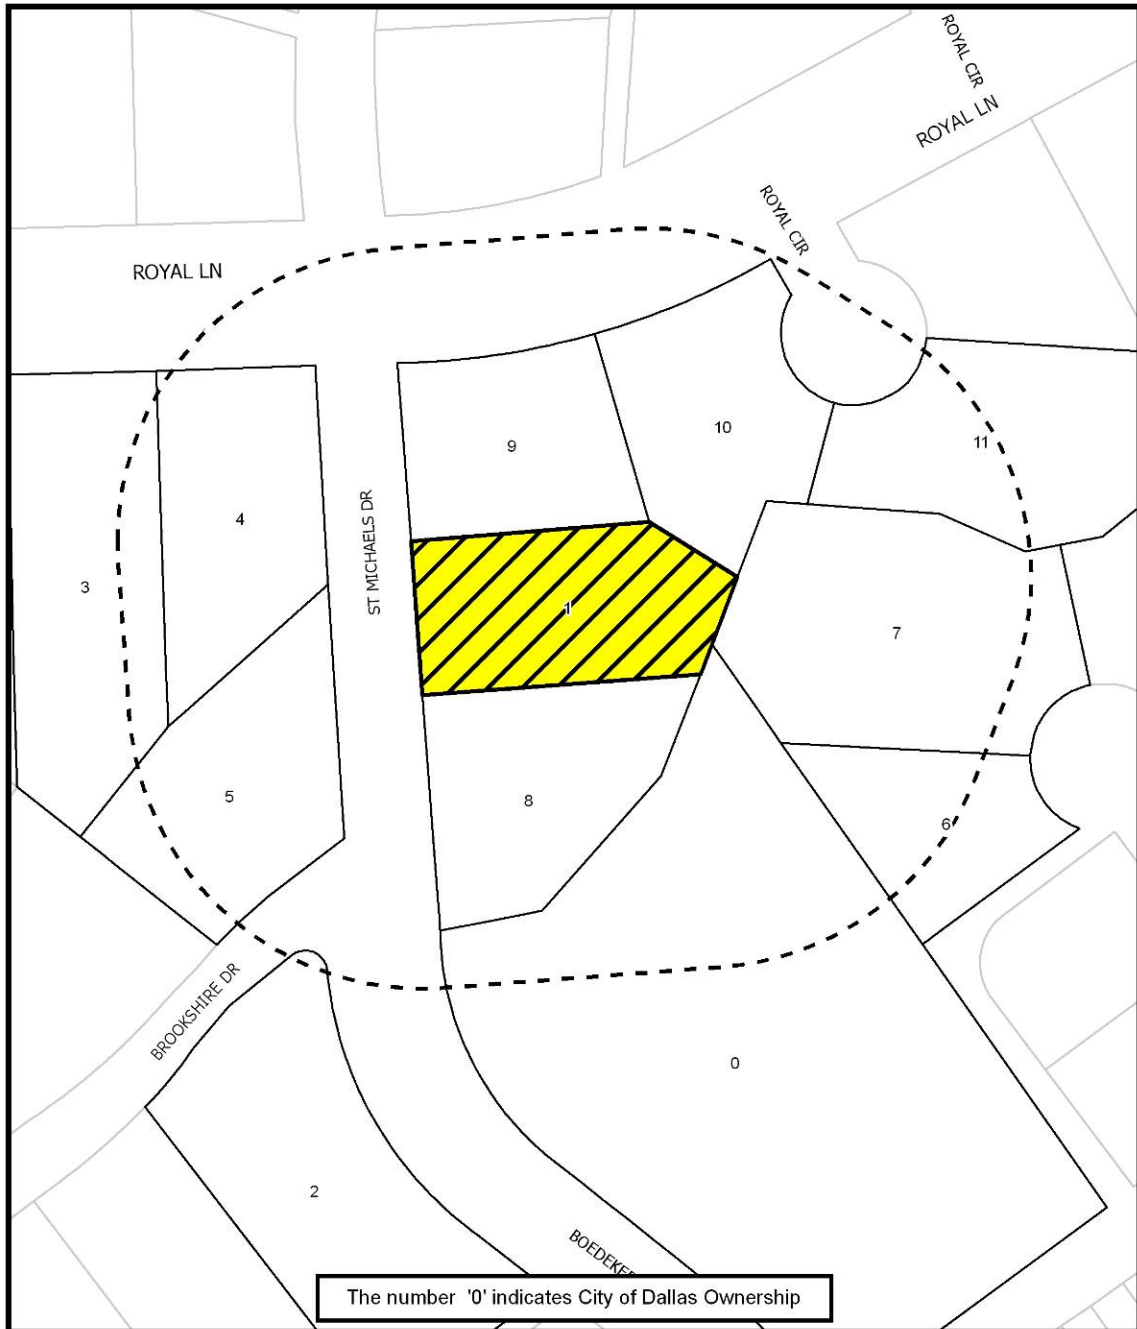 ROYAL CIR
ROYAL LN
ROYAL CIR
ROYAL LN
9
10
11
4
ST MICHAELS DR
3
1
7
5
8
6
BROOKSHIRE DR
0
2
BOEDEKER
The number '0' indicates City of Dallas Ownership